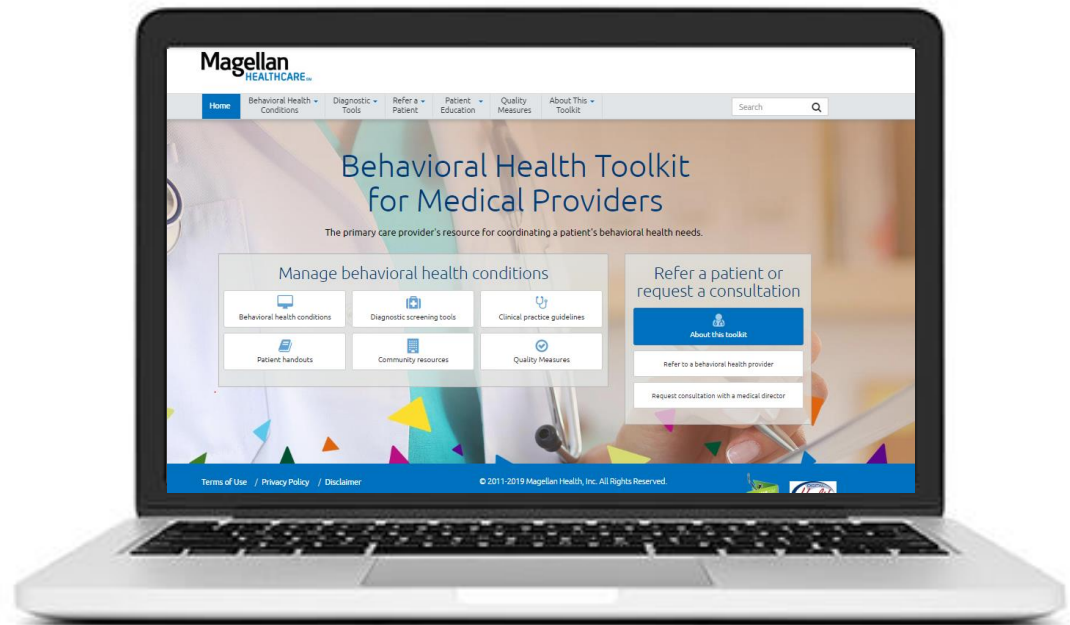 Magellan
HEALTHCARE
Home
Behavioral Health
Conditions
Diagnostic
Tools
Refer a
Patient
Patient
Education
Quality
Measures
About This
Toolkit
Search
Behavioral Health Toolkit
for Medical Providers
The primary care provider's resource for coordinating a patient's behavioral health needs.
Manage behavioral health conditions
Behavioral health conditions
Diagnostic screening tools
Clinical practice guidelines
Patient handouts
Community resources
Quality Measures
Refer a patient or
request a consultation
About this toolkit
Refer to a behavioral health provider
Request consultation with a medical director
Terms of Use / Privacy Policy / Disclaimer
© 2011-2019 Magellan Health, Inc. All Rights Reserved.